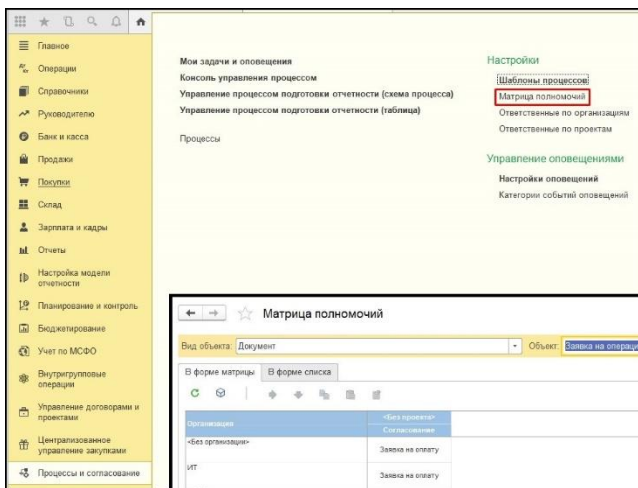 Главное
Операции
Справочники
Руководителю
Банк и касса
Продажи
Покупки
Склад
Зарплата и кадры
Отчеты
Настройка модели
отчетности
Планирование и контроль
Бюджетирование
Учет по МСФО
Внутригрупповые
операции
Управление договорами и
проектами
Централизованное
управление закупками
Процессы и согласование
Мои задачи и оповещения
Консоль управления процессом
Управление процессом подготовки отчетности (схема процесса)
Управление процессом подготовки отчетности (таблица)
Процессы
Настройки
Шаблоны процессов
Матрица полномочий
Ответственные по организациям
Ответственные по проектам
Управление оповещениями
Настройки оповещений
Категории событий оповещений
Матрица полномочий
Вид объекта: Документ
Объект: Заявка на операци
В форме матрицы В форме списка
Организация
<Без проекта>
Согласование
<Без организации>
Заявка на оплату
ИТ
Заявка на оплату